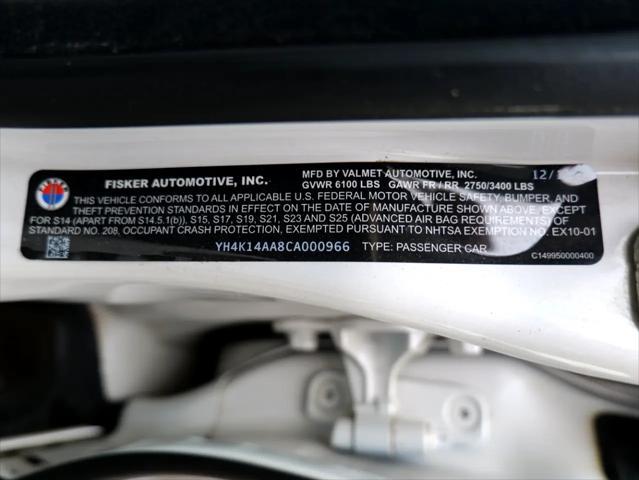 FISKER
FISKER AUTOMOTIVE, INC.
MFD BY VALMET AUTOMOTIVE, INC.
12/
GVWR 6100 LBS GAWR FR / RR 2750/3400 LBS
THIS VEHICLE CONFORMS TO ALL APPLICABLE U.S. FEDERAL MOTOR VEHICLE SAFETY, BUMPER, AND
THEFT PREVENTION STANDARDS IN EFFECT ON THE DATE OF MANUFACTURE SHOWN ABOVE, EXCEPT
FOR S14 (APART FROM S14.5.1(b)), S15, S17, S19, S21, S23 AND S25 (ADVANCED AIR BAG REQUIREMENTS) OF
STANDARD NO. 208, OCCUPANT CRASH PROTECTION, EXEMPTED PURSUANT TO NHTSA EXEMPTION NO. EX10-01
YH4K14AA8CA000966 TYPE: PASSENGER CAR
C149950000400